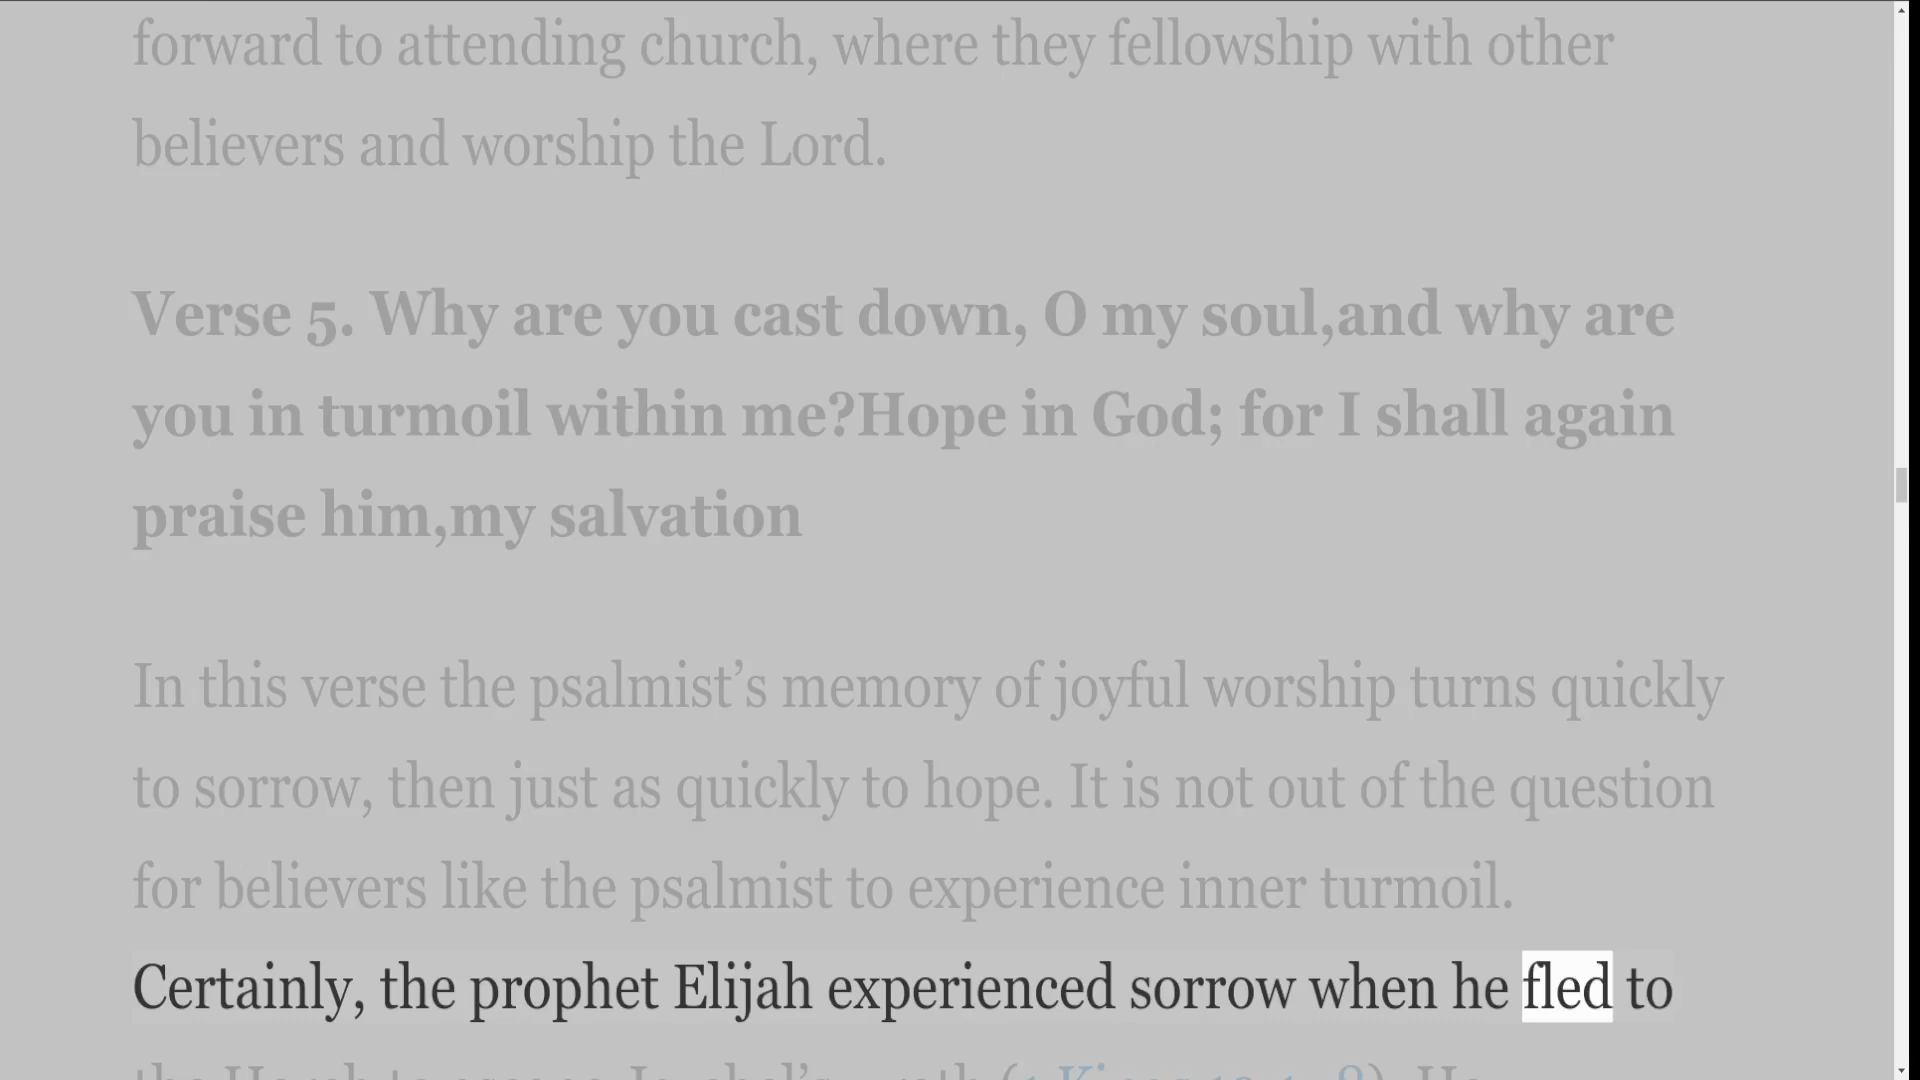 forward to attending church, where they fellowship with other
believers and worship the Lord.
Verse 5. Why are you cast down, O my soul,and why are
you in turmoil within me?Hope in God; for I shall again
praise him,my salvation
In this verse the psalmist’s memory of joyful worship turns quickly
to sorrow, then just as quickly to hope. It is not out of the question
for believers like the psalmist to experience inner turmoil.
Certainly, the prophet Elijah experienced sorrow when he fled to